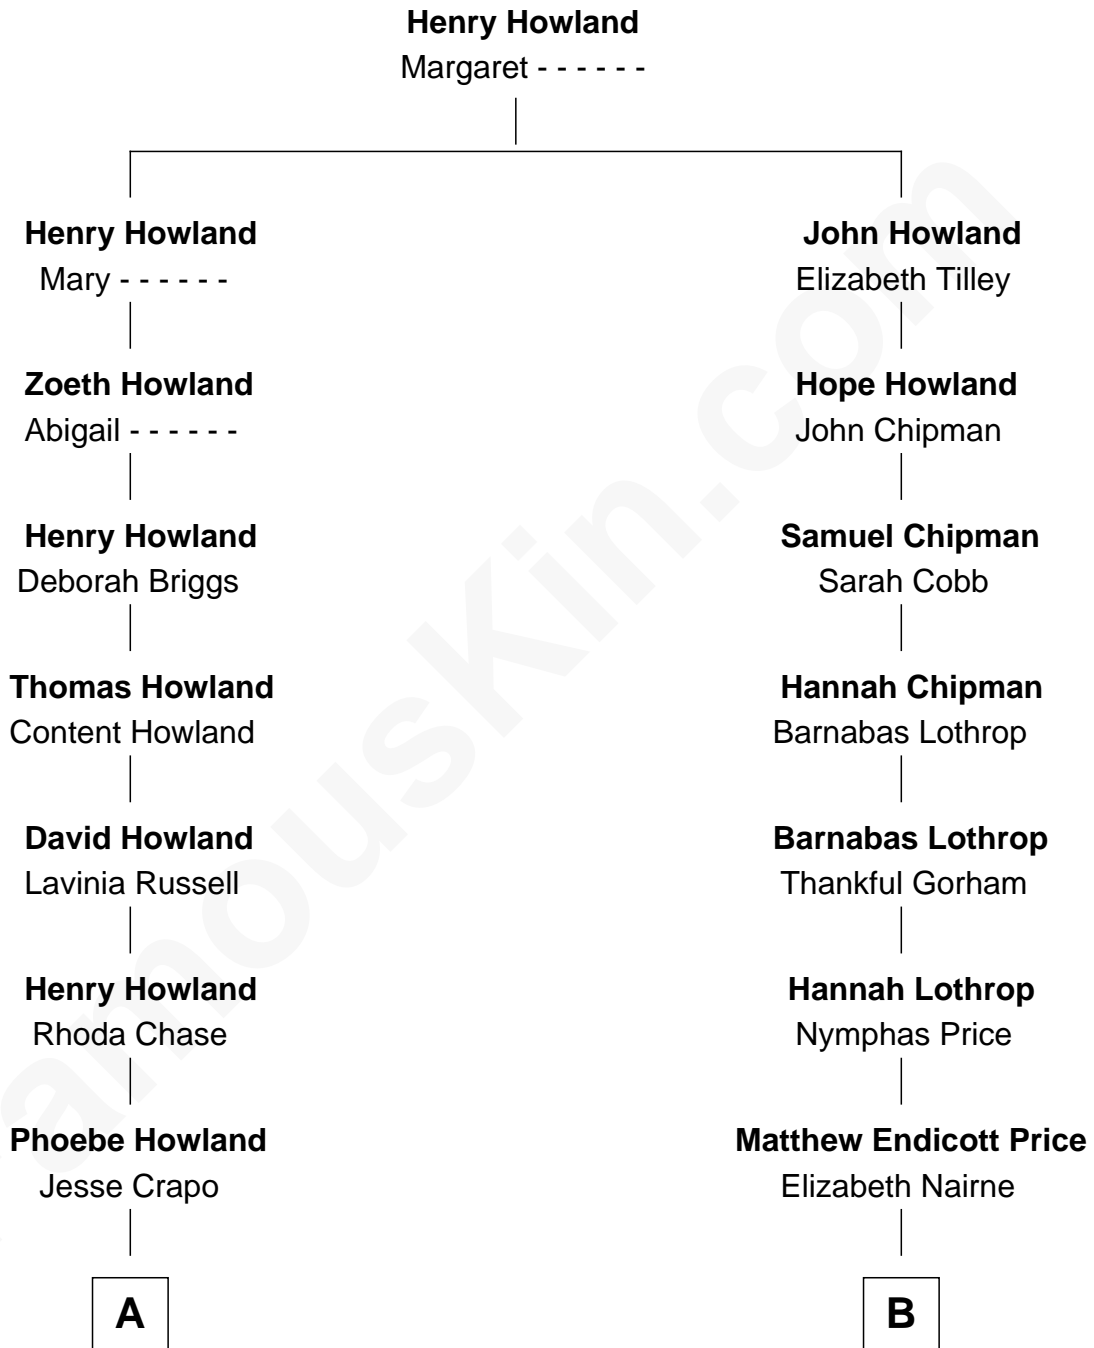 Henry Howland
Margaret - - - - - -
Henry Howland
Mary - - - - - -
Zoeth Howland
Abigail - - - - - -
Henry Howland
Deborah Briggs
Thomas Howland
Content Howland
David Howland
Lavinia Russell
Henry Howland
Rhoda Chase
Phoebe Howland
Jesse Crapo
A
John Howland
Elizabeth Tilley
Hope Howland
John Chipman
Samuel Chipman
Sarah Cobb
Hannah Chipman
Barnabas Lothrop
Barnabas Lothrop
Thankful Gorham
Hannah Lothrop
Nymphas Price
Matthew Endicott Price
Elizabeth Nairne
B
amousKin.com